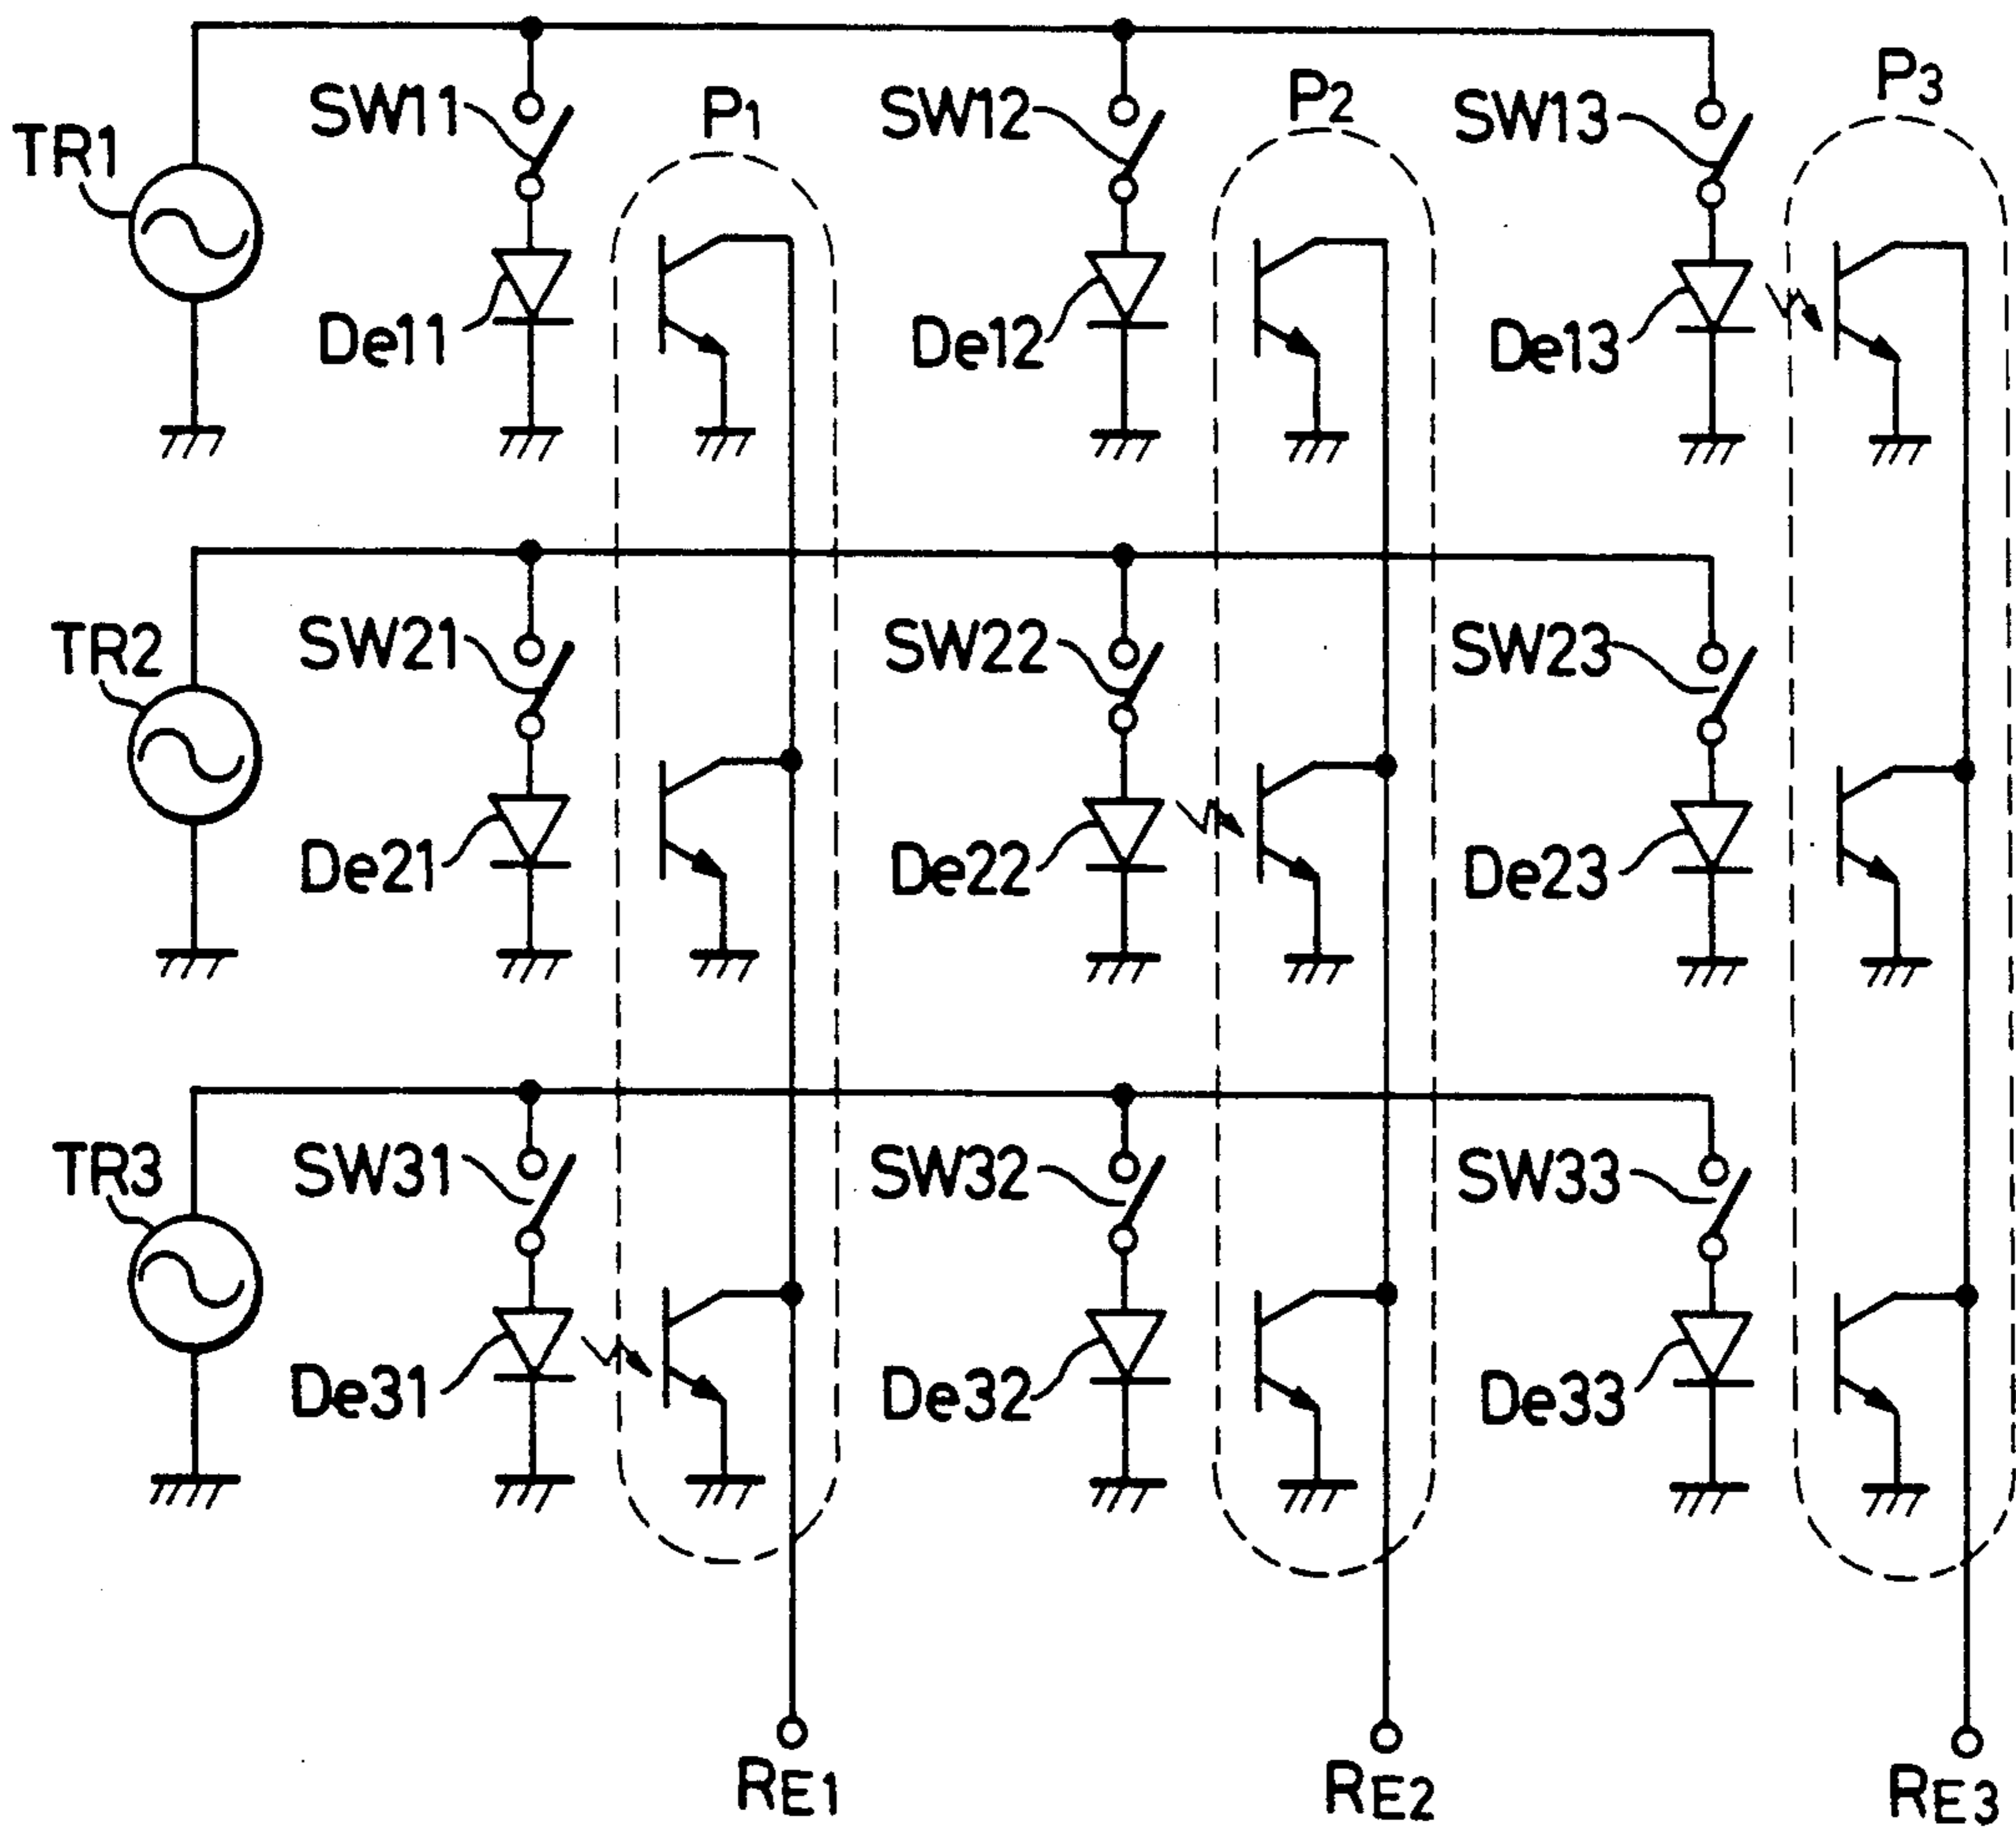 TR1
SW11
P1
SW12
P2
SW13
P3
De11
De12
De13
TR2
SW21
SW22
SW23
De21
De22
De23
TR3
SW31
SW32
SW33
De31
De32
De33
RE1
RE2
RE3